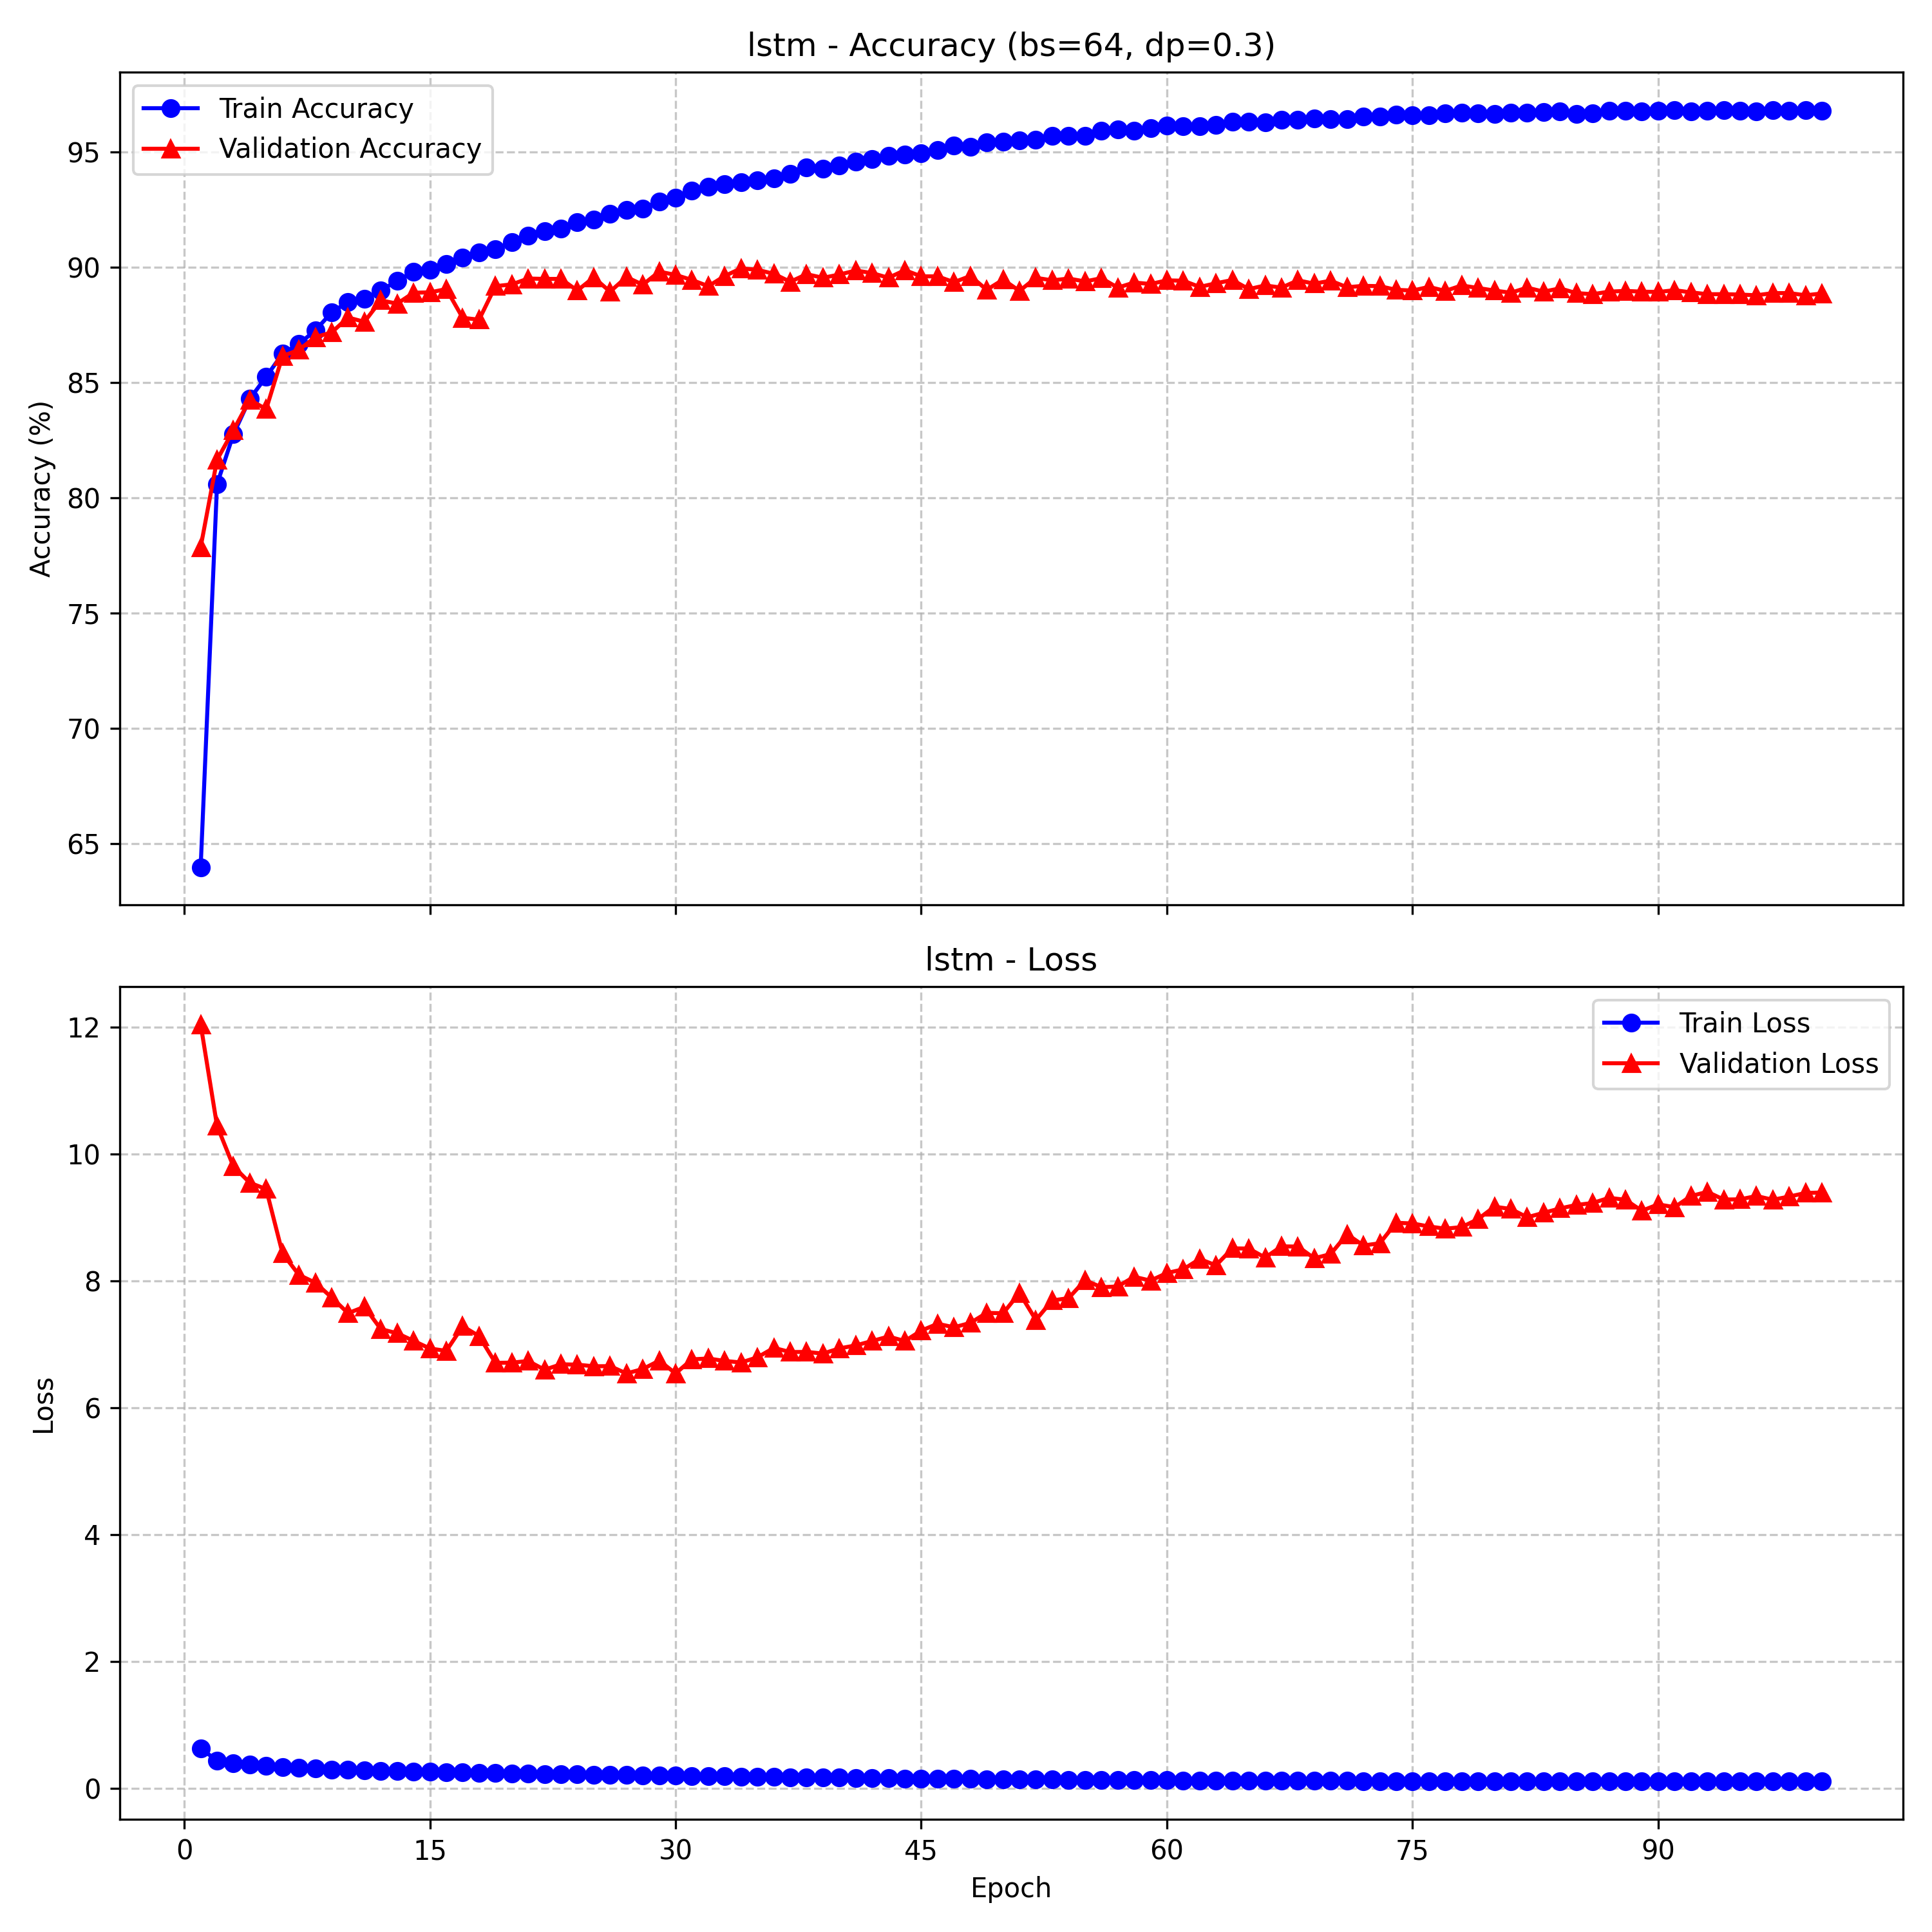 lstm - Accuracy (bs=64, dp=0.3)
Train Accuracy
Validation Accuracy
Accuracy (%)
95
90
85
80
75
70
65
lstm - Loss
Train Loss
Validation Loss
Loss
12
10
8
6
4
2
0
0 15 30 45 60 75 90
Epoch